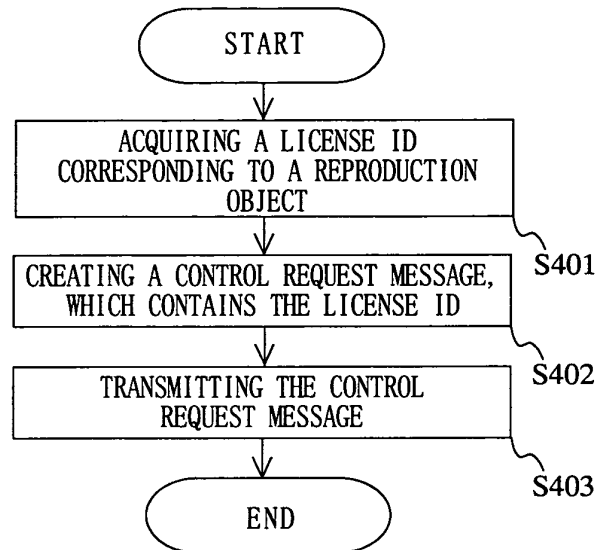 START
ACQUIRING A LICENSE ID
CORRESPONDING TO A REPRODUCTION
OBJECT
S401
CREATING A CONTROL REQUEST MESSAGE,
WHICH CONTAINS THE LICENSE ID
S402
TRANSMITTING THE CONTROL
REQUEST MESSAGE
S403
END